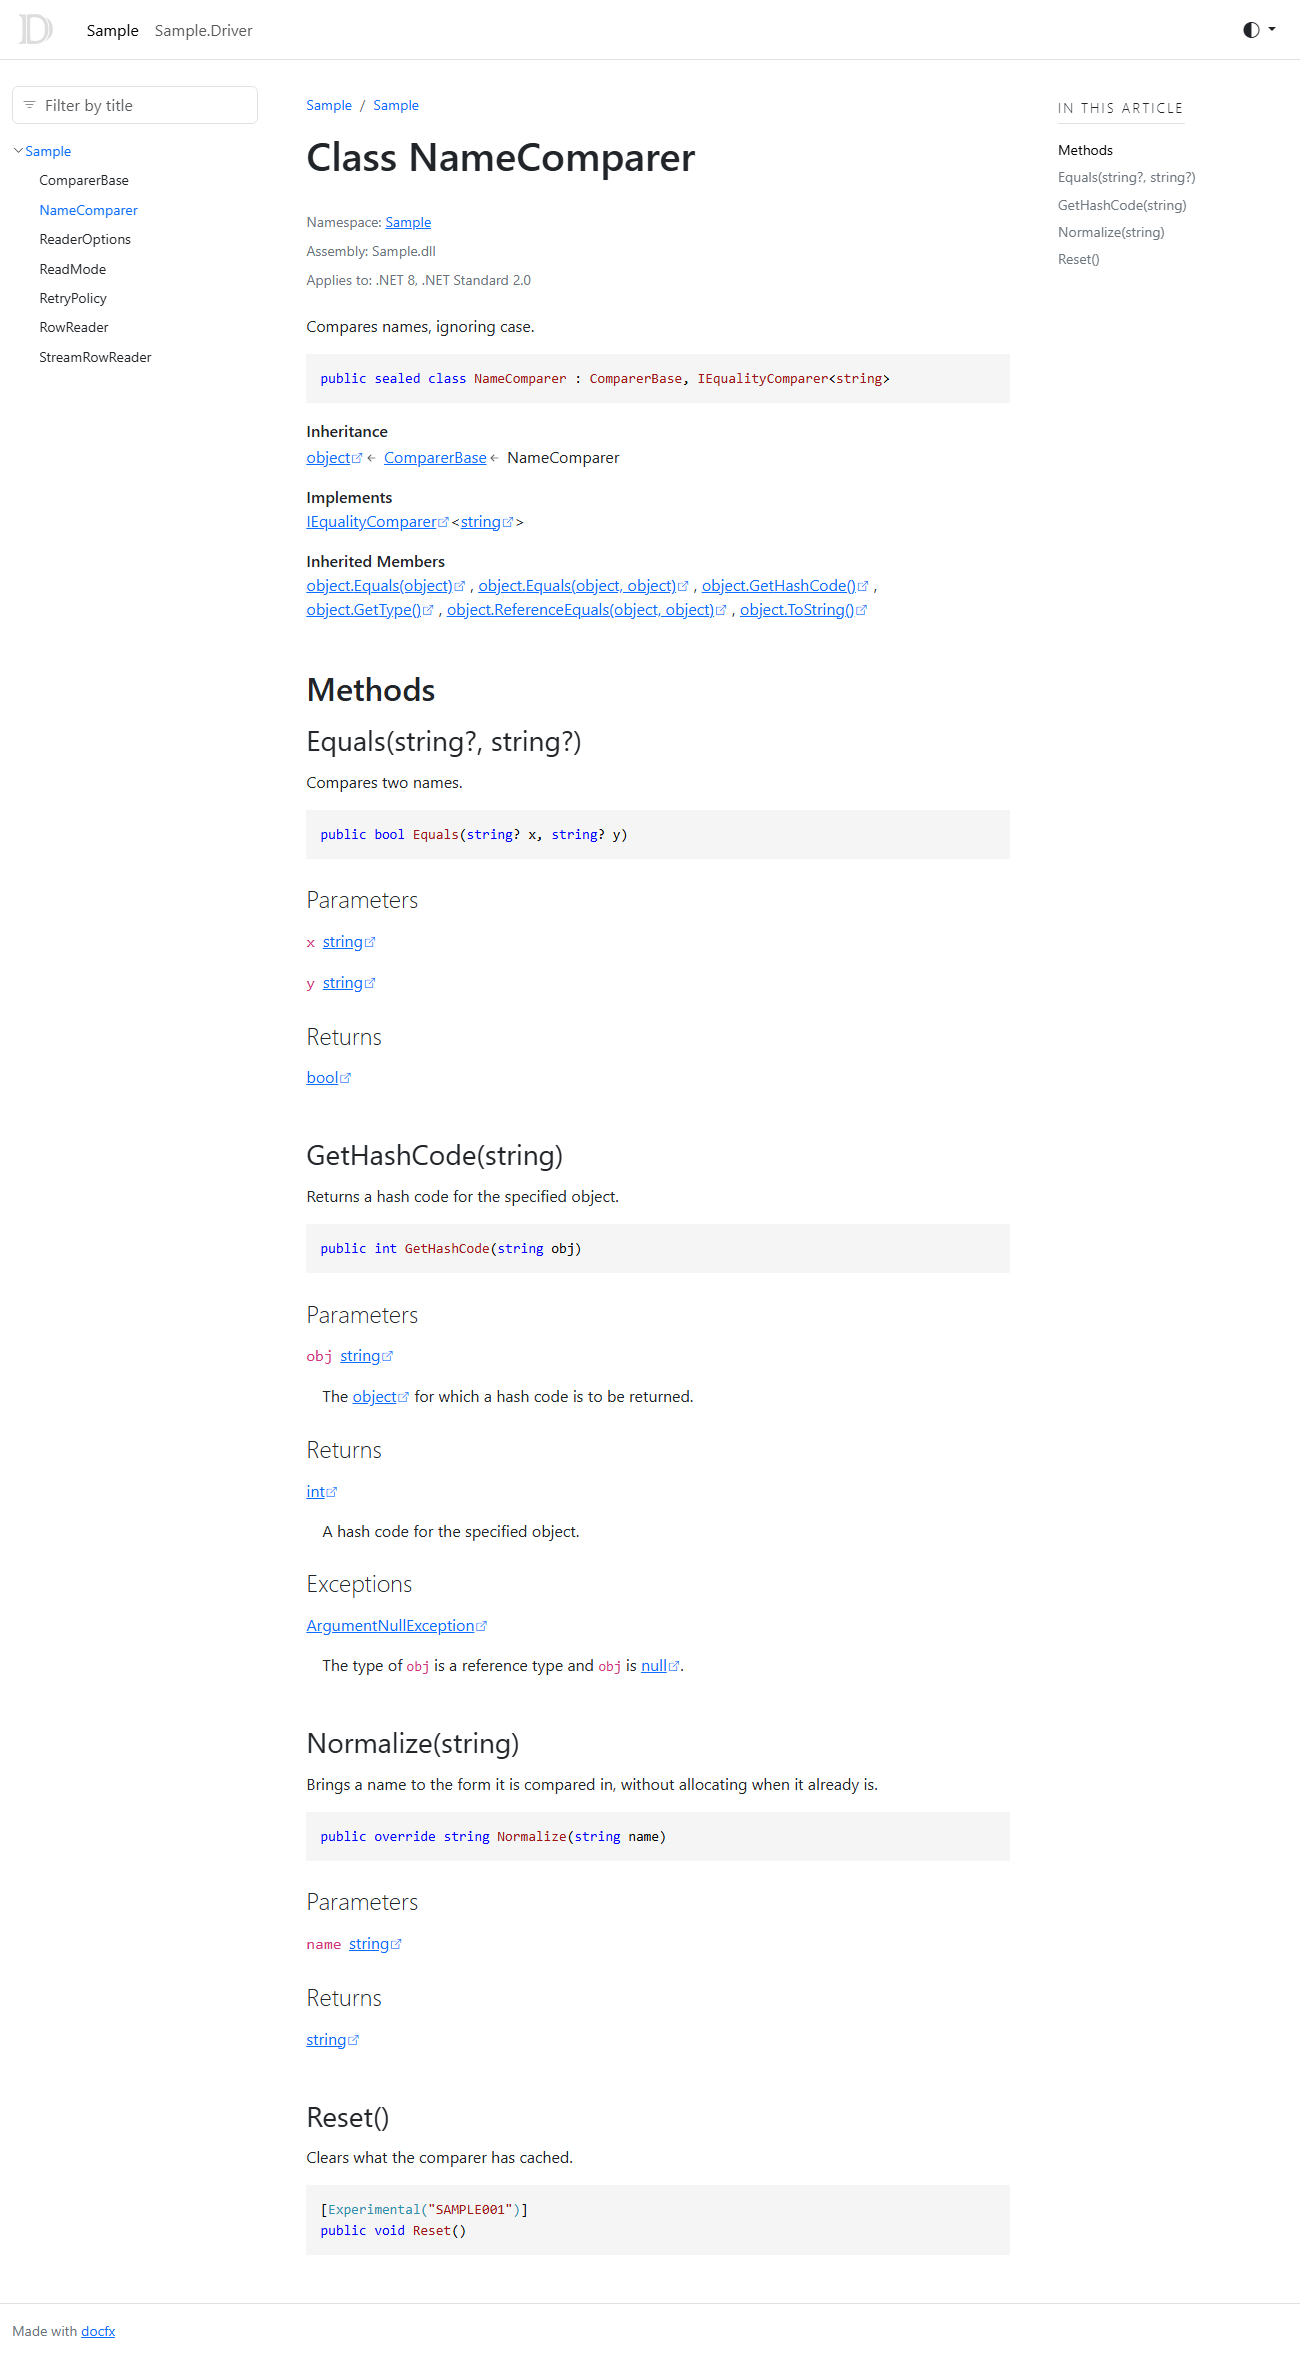 Sample Sample.Driver
Filter by title
Sample
ComparerBase
NameComparer
ReaderOptions
ReadMode
RetryPolicy
RowReader
StreamRowReader
Sample / Sample
Class NameComparer
Namespace: Sample
Assembly: Sample.dll
Applies to: .NET 8, .NET Standard 2.0
Compares names, ignoring case.
public sealed class NameComparer : ComparerBase, IEqualityComparer<string>
Inheritance
object ← ComparerBase ← NameComparer
Implements
IEqualityComparer<string>
Inherited Members
object.Equals(object) , object.Equals(object, object) , object.GetHashCode() ,
object.GetType() , object.ReferenceEquals(object, object) , object.ToString()
Methods
Equals(string?, string?)
Compares two names.
public bool Equals(string? x, string? y)
Parameters
x string
y string
Returns
bool
GetHashCode(string)
Returns a hash code for the specified object.
public int GetHashCode(string obj)
Parameters
obj string
The object for which a hash code is to be returned.
Returns
int
A hash code for the specified object.
Exceptions
ArgumentNullException
The type of obj is a reference type and obj is null.
Normalize(string)
Brings a name to the form it is compared in, without allocating when it already is.
public override string Normalize(string name)
Parameters
name string
Returns
string
Reset()
Clears what the comparer has cached.
[Experimental("SAMPLE001")]
public void Reset()
IN THIS ARTICLE
Methods
Equals(string?, string?)
GetHashCode(string)
Normalize(string)
Reset()
Made with docfx